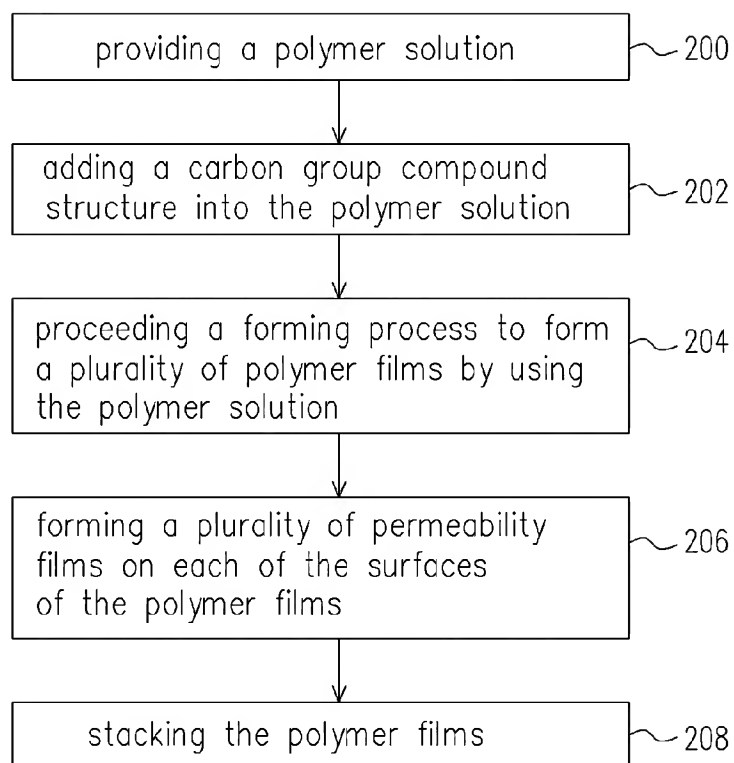 providing a polymer solution
200
adding a carbon group compound
structure into the polymer solution
202
proceeding a forming process to form
a plurality of polymer films by using
the polymer solution
204
forming a plurality of permeability
films on each of the surfaces
of the polymer films
206
stacking the polymer films
208